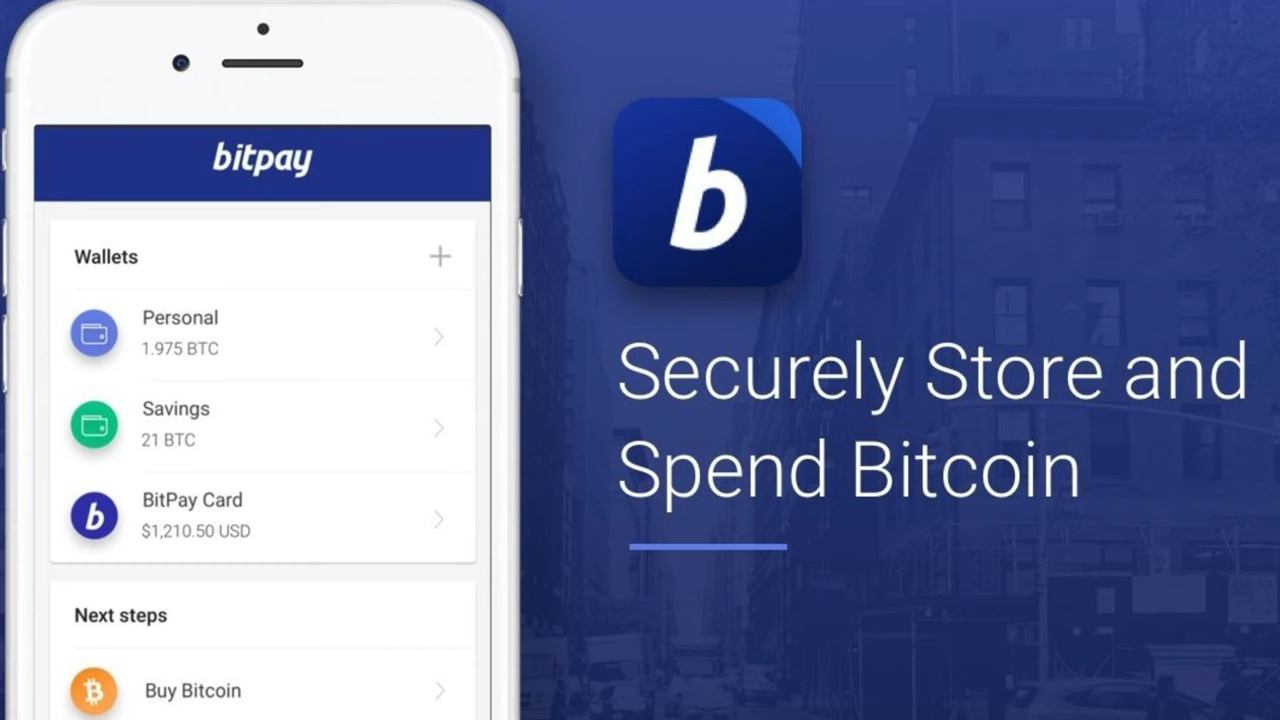 bitpay
Wallets
Personal
1.975 BTC
Savings
21 BTC
b
BitPay Card
$1,210.50 USD
Next steps
Buy Bitcoin
b
Securely Store and
Spend Bitcoin